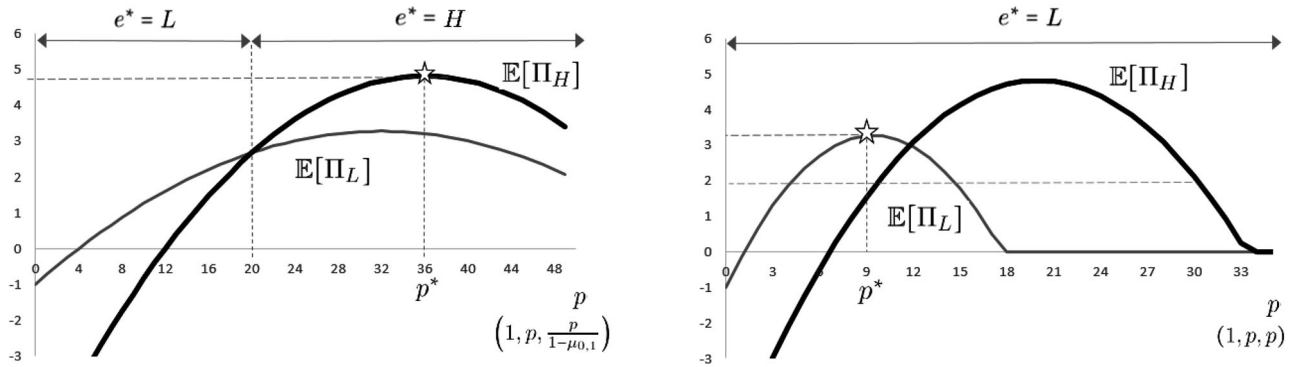 e* = L e* = H
6
5
4
3
2
1
0
-1
-2
-3
𝔼[Π_H]
𝔼[Π_L]
0 4 8 12 16 20 24 28 32 36 40 44 48
p*
p
(1, p, p/(1−μ_{0,1}))
e* = L
6
5
4
3
2
1
0
-1
-2
-3
𝔼[Π_H]
𝔼[Π_L]
0 3 6 9 12 15 18 21 24 27 30 33
p*
p
(1, p, p)